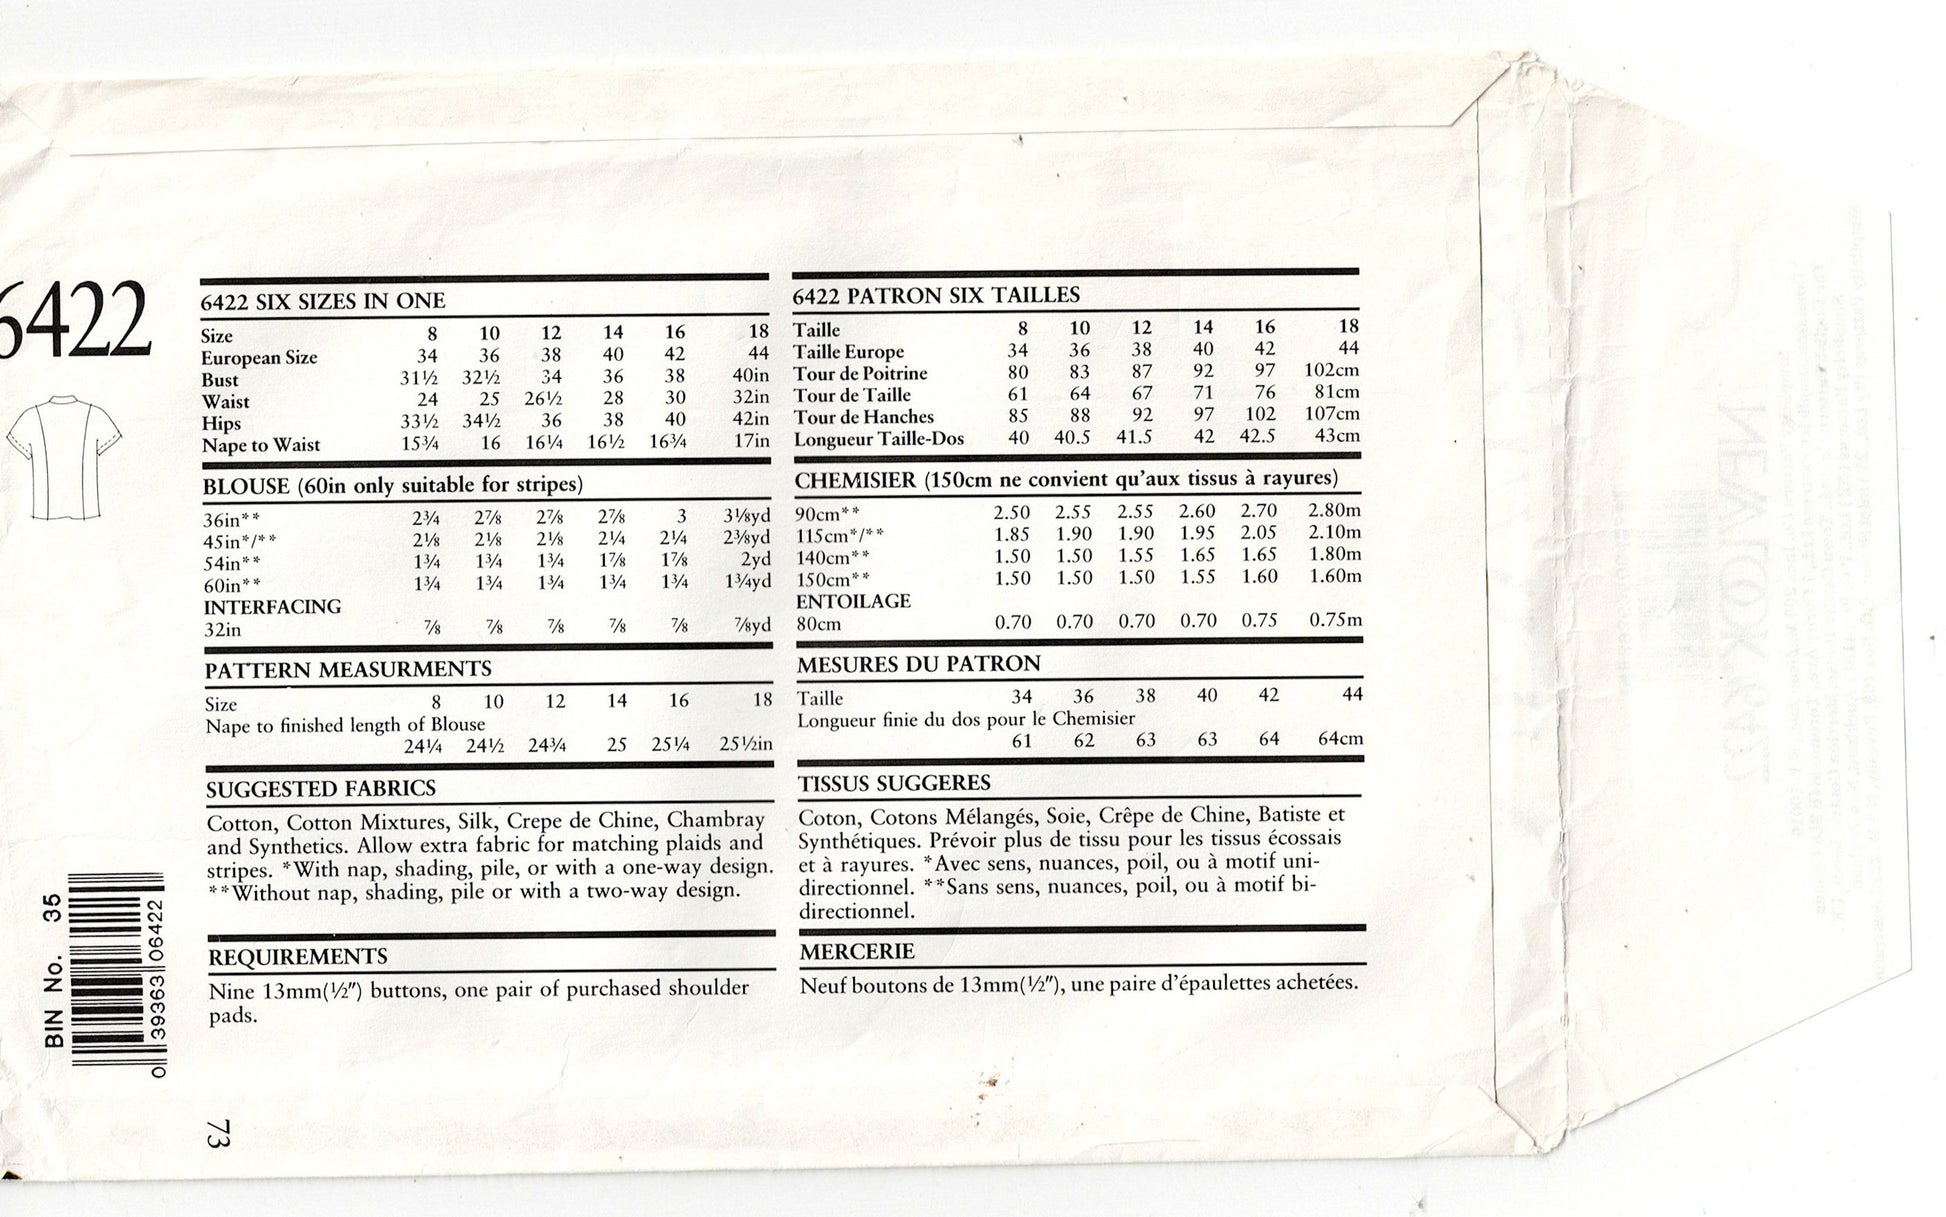 6422
6422 SIX SIZES IN ONE
Size 8 10 12 14 16 18
European Size 34 36 38 40 42 44
Bust 31½ 32½ 34 36 38 40in
Waist 24 25 26½ 28 30 32in
Hips 33½ 34½ 36 38 40 42in
Nape to Waist 15¾ 16 16¼ 16½ 16¾ 17in
BLOUSE (60in only suitable for stripes)
36in** 2¾ 2⅞ 2⅞ 2⅞ 3 3⅛yd
45in*/** 2⅛ 2⅛ 2⅛ 2¼ 2¼ 2⅜yd
54in** 1¾ 1¾ 1¾ 1⅞ 1⅞ 2yd
60in** 1¾ 1¾ 1¾ 1¾ 1¾ 1¾yd
INTERFACING
32in ⅞ ⅞ ⅞ ⅞ ⅞ ⅞yd
PATTERN MEASURMENTS
Size 8 10 12 14 16 18
Nape to finished length of Blouse
24¼ 24½ 24¾ 25 25¼ 25½in
SUGGESTED FABRICS
Cotton, Cotton Mixtures, Silk, Crepe de Chine, Chambray
and Synthetics. Allow extra fabric for matching plaids and
stripes. *With nap, shading, pile, or with a one-way design.
**Without nap, shading, pile or with a two-way design.
REQUIREMENTS
Nine 13mm(½") buttons, one pair of purchased shoulder
pads.
6422 PATRON SIX TAILLES
Taille 8 10 12 14 16 18
Taille Europe 34 36 38 40 42 44
Tour de Poitrine 80 83 87 92 97 102cm
Tour de Taille 61 64 67 71 76 81cm
Tour de Hanches 85 88 92 97 102 107cm
Longueur Taille-Dos 40 40.5 41.5 42 42.5 43cm
CHEMISIER (150cm ne convient qu'aux tissus à rayures)
90cm** 2.50 2.55 2.55 2.60 2.70 2.80m
115cm*/** 1.85 1.90 1.90 1.95 2.05 2.10m
140cm** 1.50 1.50 1.55 1.65 1.65 1.80m
150cm** 1.50 1.50 1.50 1.55 1.60 1.60m
ENTOILAGE
80cm 0.70 0.70 0.70 0.70 0.75 0.75m
MESURES DU PATRON
Taille 34 36 38 40 42 44
Longueur finie du dos pour le Chemisier
61 62 63 63 64 64cm
TISSUS SUGGERES
Coton, Cotons Mélangés, Soie, Crêpe de Chine, Batiste et
Synthétiques. Prévoir plus de tissu pour les tissus écossais
et à rayures. *Avec sens, nuances, poil, ou à motif uni-
directionnel. **Sans sens, nuances, poil, ou à motif bi-
directionnel.
MERCERIE
Neuf boutons de 13mm(½"), une paire d'épaulettes achetées.
BIN No. 35
0 39363 06422
73